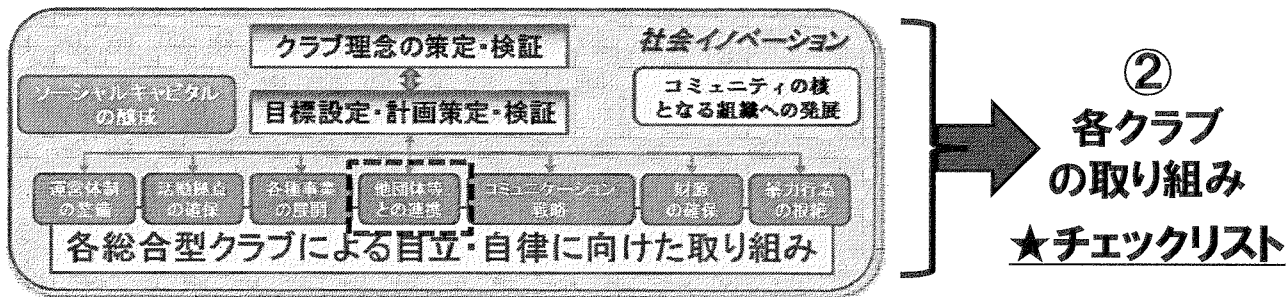 クラブ理念の策定・検証
社会イノベーション
ソーシャルキャピタル
の醸成
目標設定・計画策定・検証
コミュニティの核
となる組織への発展
運営体制
の整備
活動拠点
の確保
各種事業
の展開
他団体等
との連携
コミュニケーション
戦略
財源
の確保
暴力行為
の根絶
各総合型クラブによる自立・自律に向けた取り組み
②
各クラブ
の取り組み
★チェックリスト